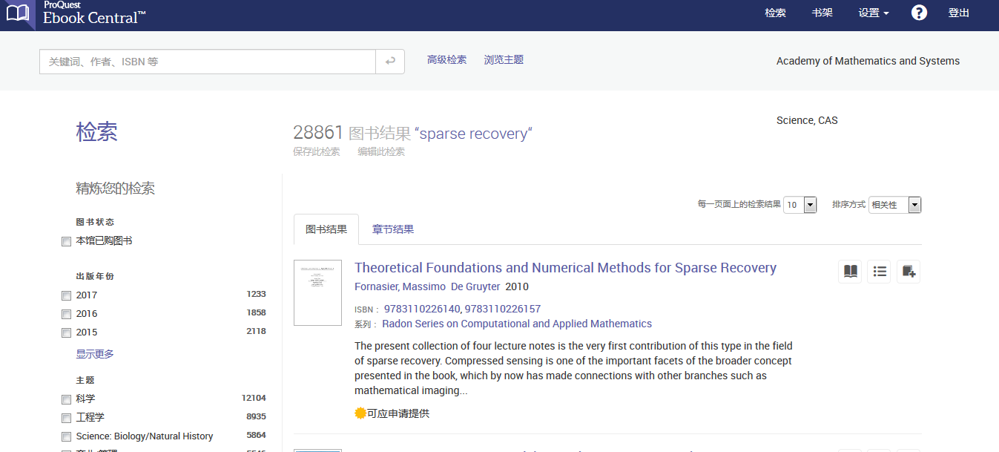 ProQuest
Ebook Central™
检索 书架 设置 ? 登出
关键词、作者、ISBN 等
高级检索 浏览主题
Academy of Mathematics and Systems
Science, CAS
检索
28861 图书结果 “sparse recovery“
保存此检索 编辑此检索
精炼您的检索
每一页面上的检索结果 10 排序方式 相关性
图书状态
本馆已购图书
图书结果 章节结果
出版年份
2017 1233
2016 1858
2015 2118
显示更多
主题
科学 12104
工程学 8935
Science: Biology/Natural History 5864
Theoretical Foundations and Numerical Methods for Sparse Recovery
Fornasier, Massimo De Gruyter 2010
ISBN： 9783110226140, 9783110226157
系列： Radon Series on Computational and Applied Mathematics
The present collection of four lecture notes is the very first contribution of this type in the field
of sparse recovery. Compressed sensing is one of the important facets of the broader concept
presented in the book, which by now has made connections with other branches such as
mathematical imaging...
可应申请提供